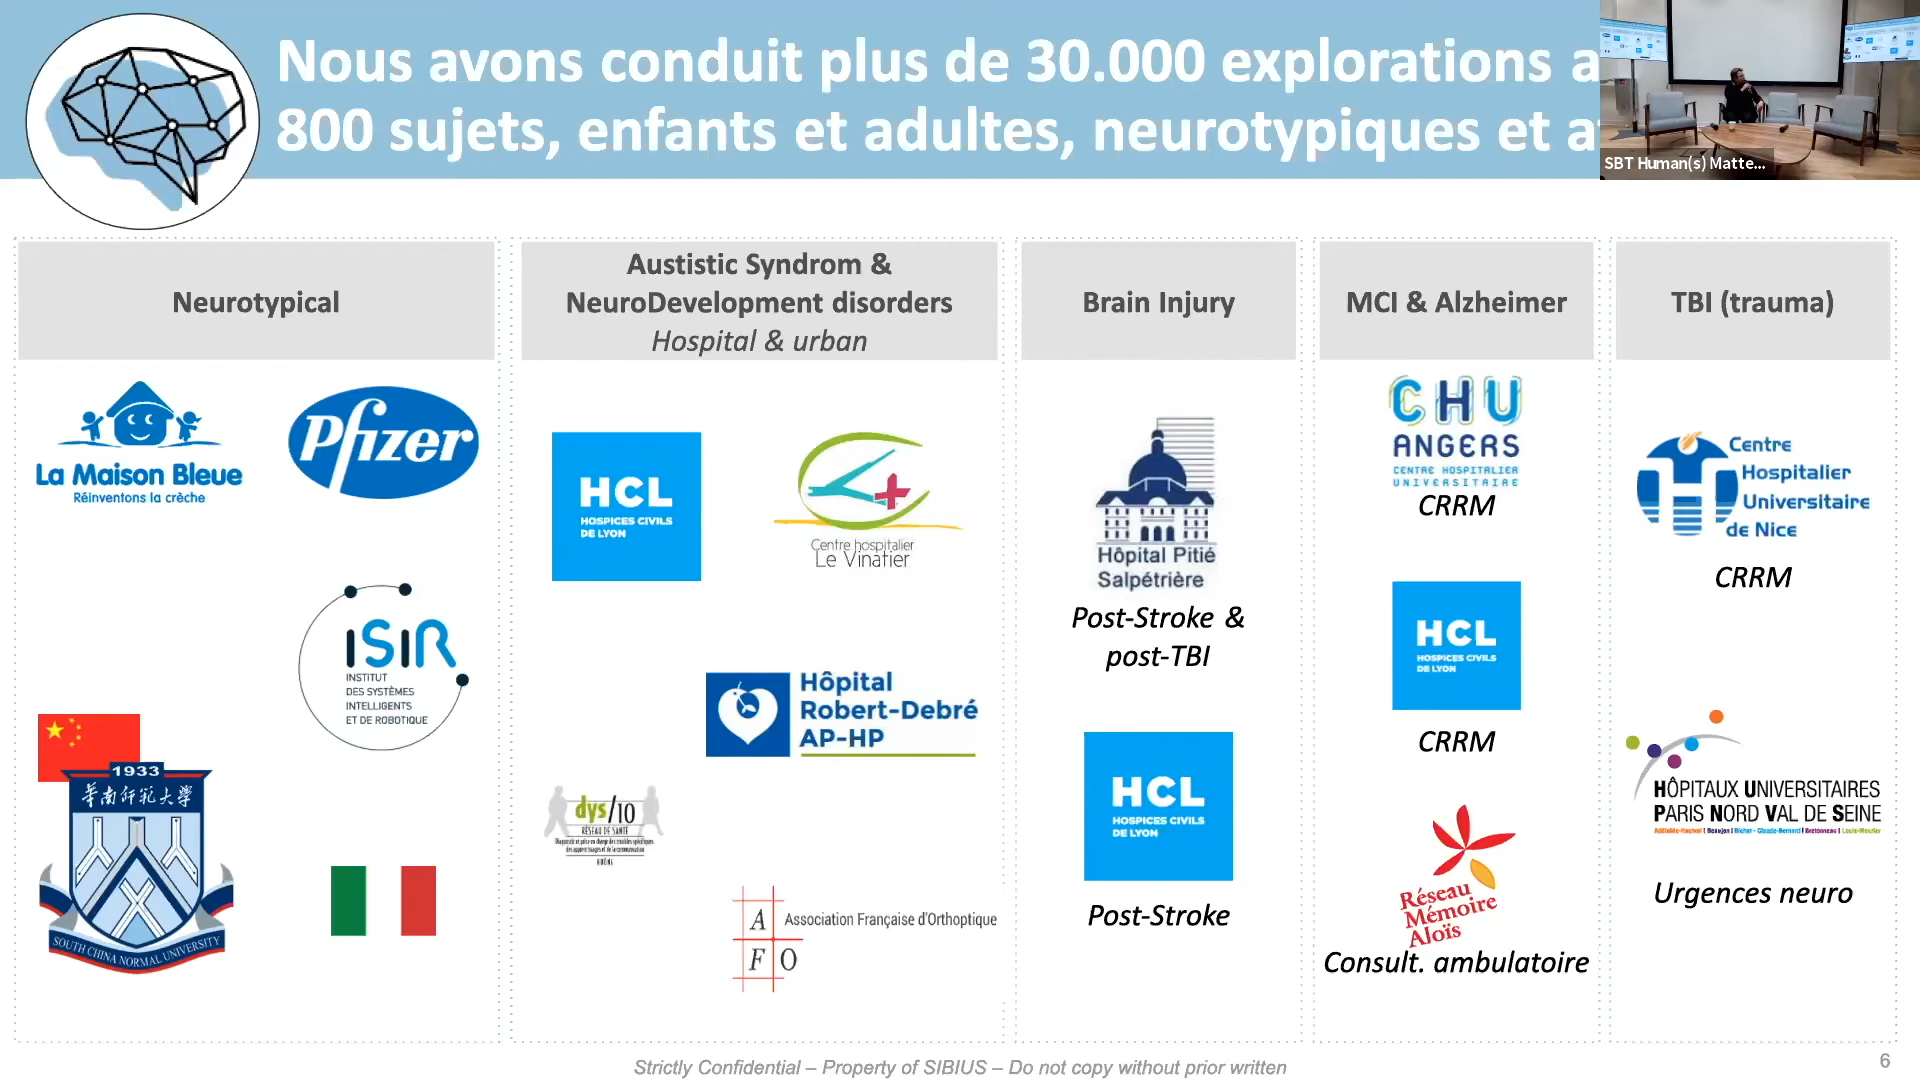 Nous avons conduit plus de 30.000 explorations a
800 sujets, enfants et adultes, neurotypiques et a
SBT Human(s) Matte...
Neurotypical
La Maison Bleue
Réinventons la crèche
Pfizer
ISIR
INSTITUT
DES SYSTÈMES
INTELLIGENTS
ET DE ROBOTIQUE
1933
華南师範大學
SOUTH CHINA NORMAL UNIVERSITY
Austistic Syndrom &
NeuroDevelopment disorders
Hospital & urban
HCL
HOSPICES CIVILS
DE LYON
Centre hospitalier
Le Vinatier
Hôpital
Robert-Debré
AP-HP
dys/10
RÉSEAU DE SANTÉ
RHÔNE
A
F O
Association Française d'Orthoptique
Brain Injury
Hôpital Pitié
Salpétrière
Post-Stroke &
post-TBI
HCL
HOSPICES CIVILS
DE LYON
Post-Stroke
MCI & Alzheimer
CHU
ANGERS
CENTRE HOSPITALIER
UNIVERSITAIRE
CRRM
HCL
HOSPICES CIVILS
DE LYON
CRRM
Réseau
Mémoire
Aloïs
Consult. ambulatoire
TBI (trauma)
Centre
Hospitalier
Universitaire
de Nice
CRRM
HÔPITAUX UNIVERSITAIRES
PARIS NORD VAL DE SEINE
Urgences neuro
Strictly Confidential – Property of SIBIUS – Do not copy without prior written
6